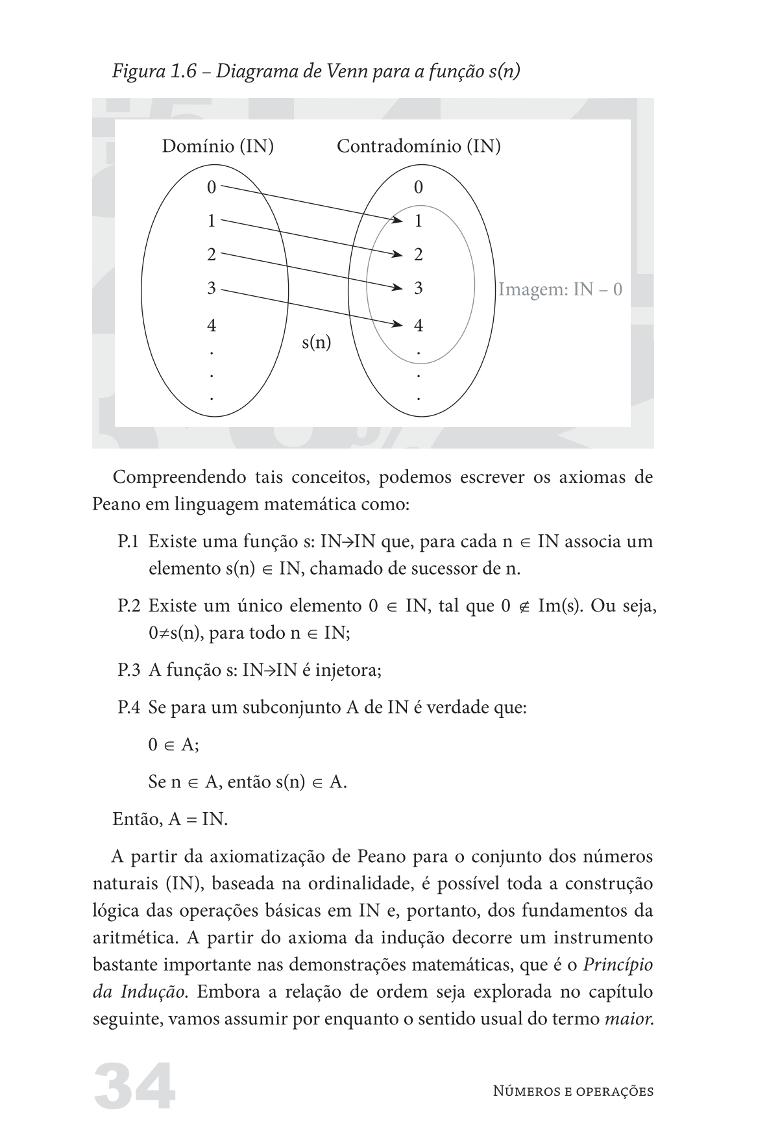 Figura 1.6 – Diagrama de Venn para a função s(n)
Domínio (IN) Contradomínio (IN)
0 0
1 1
2 2
3 3 Imagem: IN – 0
4 4
s(n)
. .
. .
. .
Compreendendo tais conceitos, podemos escrever os axiomas de
Peano em linguagem matemática como:
P.1 Existe uma função s: IN→IN que, para cada n ∈ IN associa um
elemento s(n) ∈ IN, chamado de sucessor de n.
P.2 Existe um único elemento 0 ∈ IN, tal que 0 ∉ Im(s). Ou seja,
0≠s(n), para todo n ∈ IN;
P.3 A função s: IN→IN é injetora;
P.4 Se para um subconjunto A de IN é verdade que:
0 ∈ A;
Se n ∈ A, então s(n) ∈ A.
Então, A = IN.
A partir da axiomatização de Peano para o conjunto dos números
naturais (IN), baseada na ordinalidade, é possível toda a construção
lógica das operações básicas em IN e, portanto, dos fundamentos da
aritmética. A partir do axioma da indução decorre um instrumento
bastante importante nas demonstrações matemáticas, que é o Princípio
da Indução. Embora a relação de ordem seja explorada no capítulo
seguinte, vamos assumir por enquanto o sentido usual do termo maior.
34 Números e operações